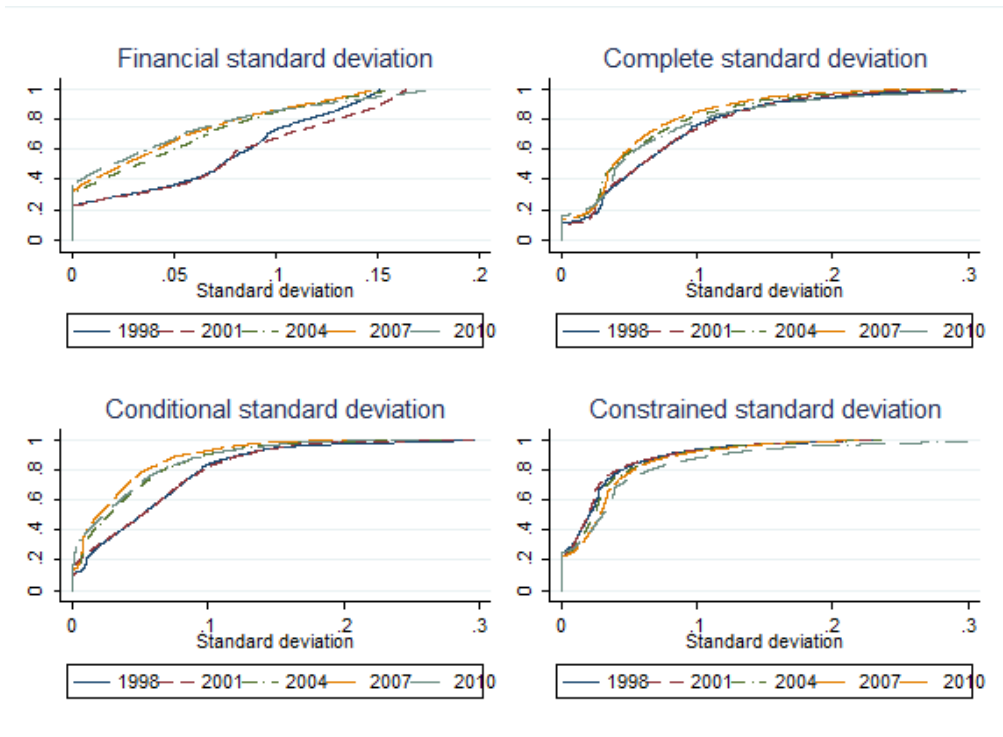 Financial standard deviation
1
.8
.6
.4
.2
0
0 .05 .1 .15 .2
Standard deviation
1998 2001 2004 2007 2010
Complete standard deviation
1
.8
.6
.4
.2
0
0 .1 .2 .3
Standard deviation
1998 2001 2004 2007 2010
Conditional standard deviation
1
.8
.6
.4
.2
0
0 .1 .2 .3
Standard deviation
1998 2001 2004 2007 2010
Constrained standard deviation
1
.8
.6
.4
.2
0
0 .1 .2 .3
Standard deviation
1998 2001 2004 2007 2010